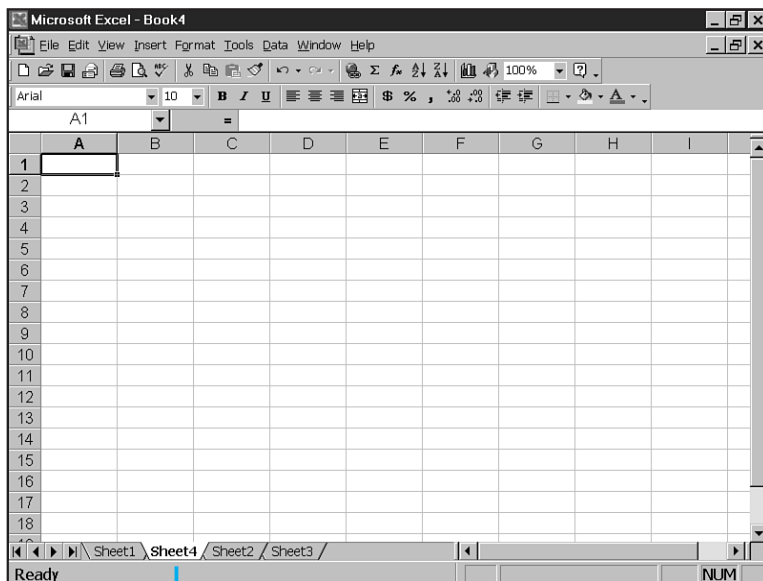 Microsoft Excel - Book4
File Edit View Insert Format Tools Data Window Help
Σ fx 100% ?
Arial 10 B I U $ % , A
A1 =
A B C D E F G H I
1
2
3
4
5
6
7
8
9
10
11
12
13
14
15
16
17
18
Sheet1 Sheet4 Sheet2 Sheet3
Ready NUM